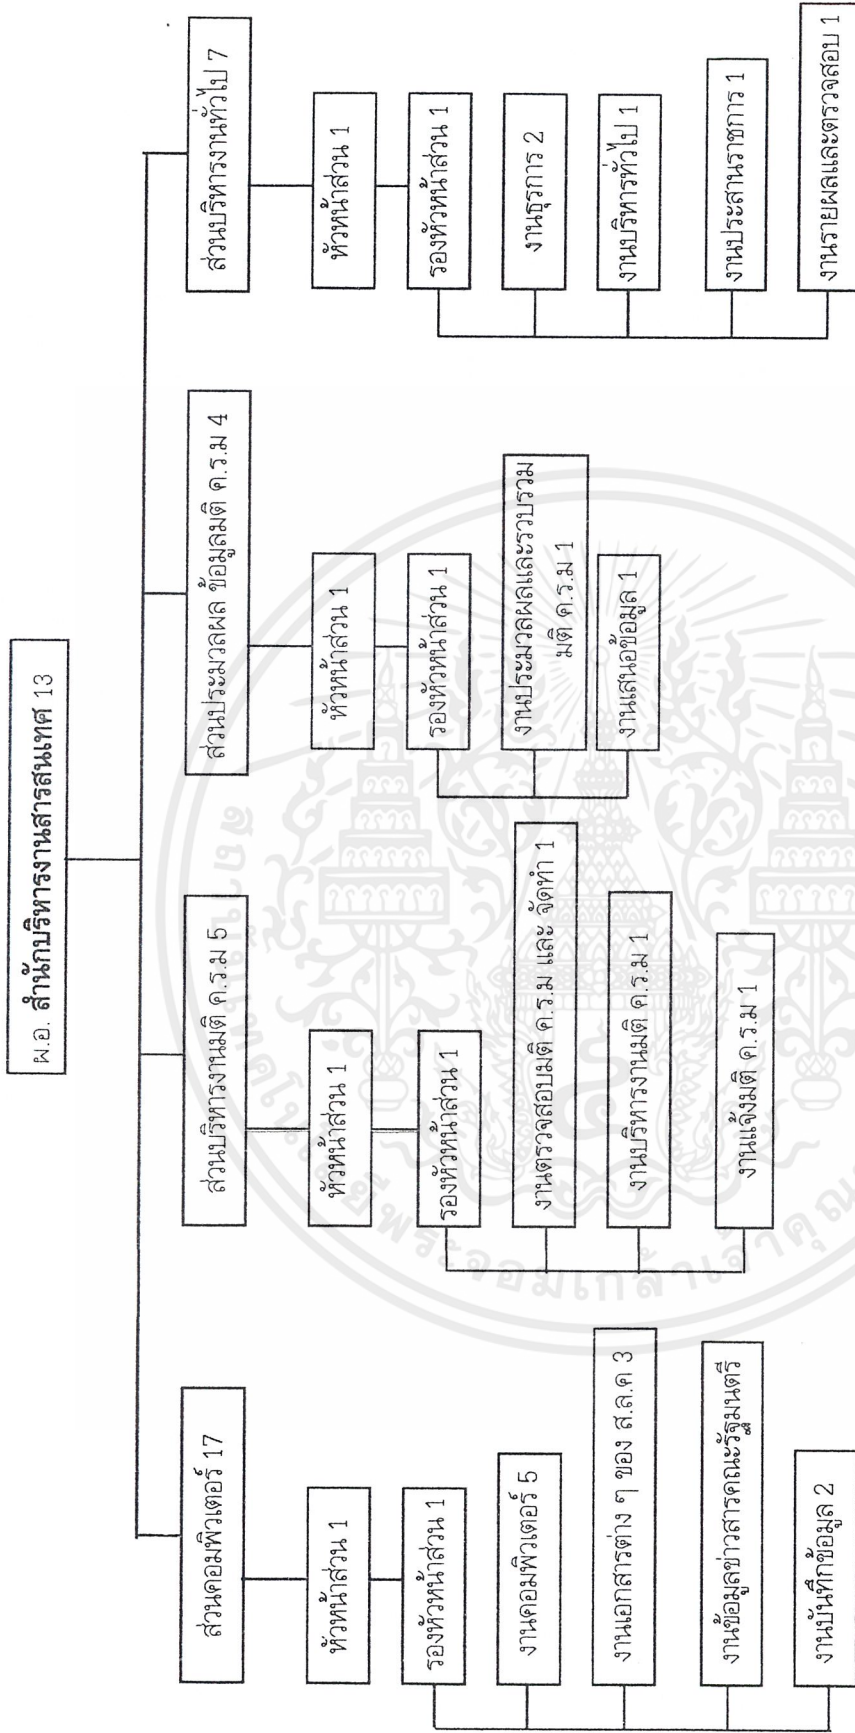 ผ.อ. สำนักบริหารงานสารสนเทศ 13
ส่วนคอมพิวเตอร์ 17
หัวหน้าส่วน 1
รองหัวหน้าส่วน 1
งานคอมพิวเตอร์ 5
งานเอกสารต่าง ๆ ของ ส.ล.ค 3
งานข้อมูลข่าวสารคณะรัฐมนตรี
งานบันทึกข้อมูล 2
ส่วนบริหารงานมติ ค.ร.ม 5
หัวหน้าส่วน 1
รองหัวหน้าส่วน 1
งานตรวจสอบมติ ค.ร.ม และ จัดทำ 1
งานบริหารงานมติ ค.ร.ม 1
งานแจ้งมติ ค.ร.ม 1
ส่วนประมวลผล ข้อมูลมติ ค.ร.ม 4
หัวหน้าส่วน 1
รองหัวหน้าส่วน 1
งานประมวลผลและรวบรวม
มติ ค.ร.ม 1
งานเสนอข้อมูล 1
ส่วนบริหารงานทั่วไป 7
หัวหน้าส่วน 1
รองหัวหน้าส่วน 1
งานธุรการ 2
งานบริหารทั่วไป 1
งานประสานราชการ 1
งานรายผลและตรวจสอบ 1